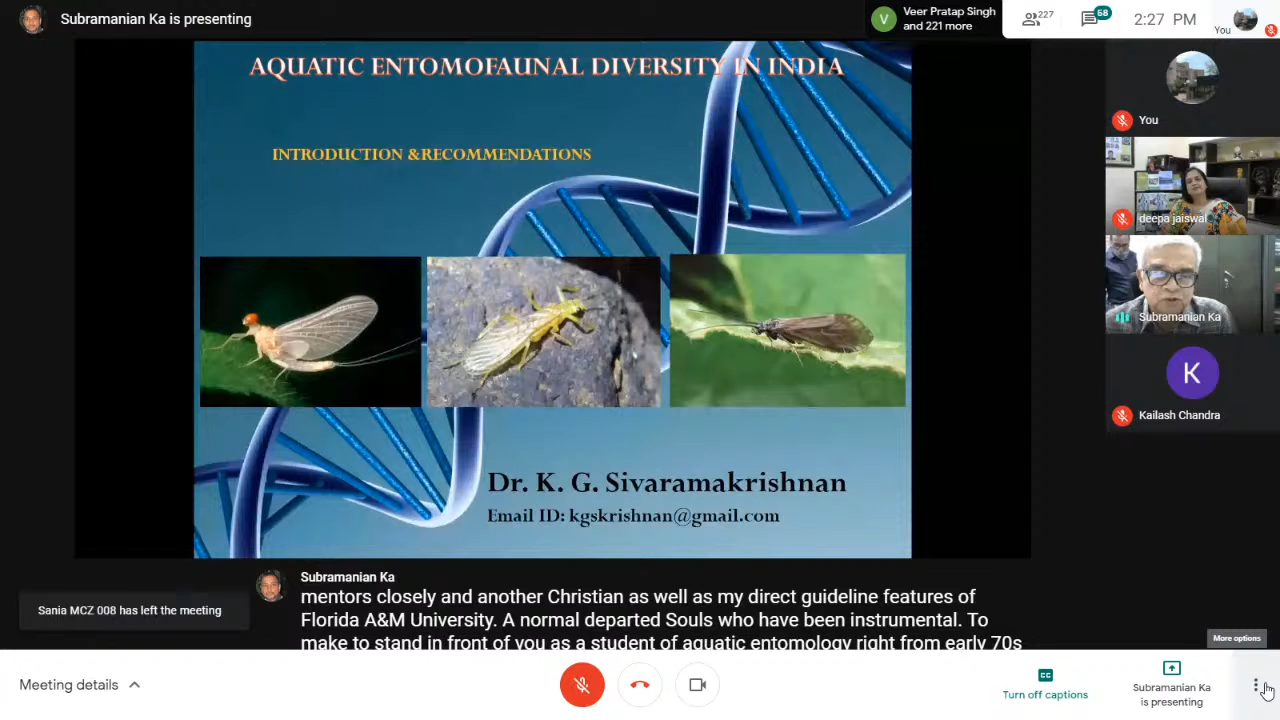 Subramanian Ka is presenting
V
Veer Pratap Singh
and 221 more
227
58
2:27 PM
You
AQUATIC ENTOMOFAUNAL DIVERSITY IN INDIA
INTRODUCTION &RECOMMENDATIONS
Dr. K. G. Sivaramakrishnan
Email ID: kgskrishnan@gmail.com
You
deepa jaiswal
Subramanian Ka
K
Kailash Chandra
Subramanian Ka
mentors closely and another Christian as well as my direct guideline features of
Florida A&M University. A normal departed Souls who have been instrumental. To
make to stand in front of you as a student of aquatic entomology right from early 70s
Sania MCZ 008 has left the meeting
More options
Meeting details
CC
Turn off captions
Subramanian Ka
is presenting